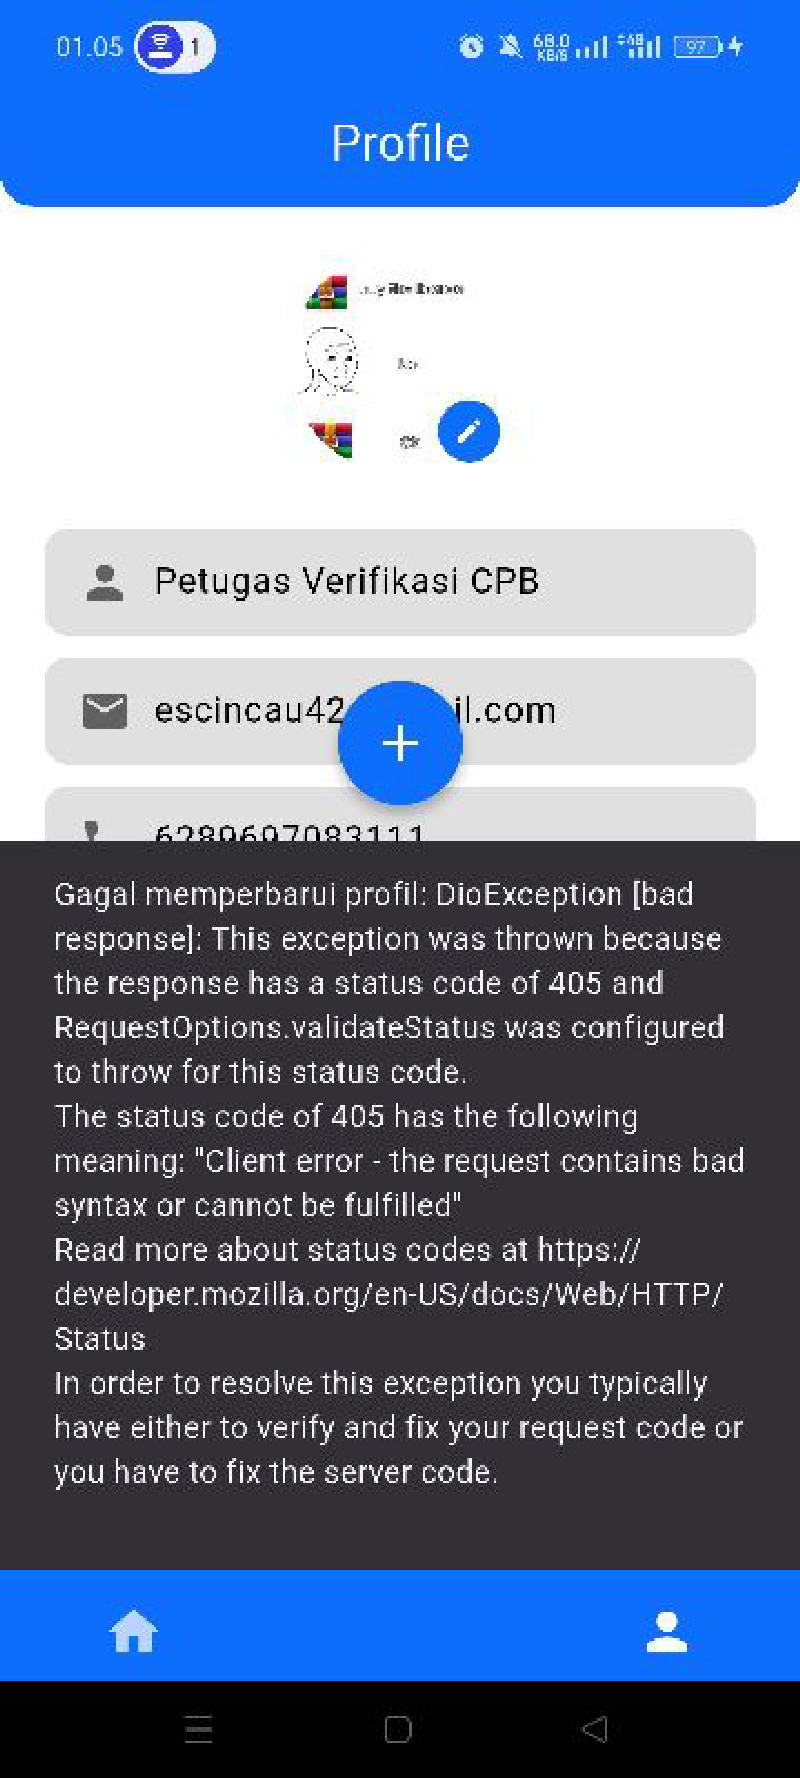 01.05
1
68.0
KB/S
97
Profile
Petugas Verifikasi CPB
escincau42
il.com
6289697083111
Gagal memperbarui profil: DioException [bad
response]: This exception was thrown because
the response has a status code of 405 and
RequestOptions.validateStatus was configured
to throw for this status code.
The status code of 405 has the following
meaning: "Client error - the request contains bad
syntax or cannot be fulfilled"
Read more about status codes at https://
developer.mozilla.org/en-US/docs/Web/HTTP/
Status
In order to resolve this exception you typically
have either to verify and fix your request code or
you have to fix the server code.